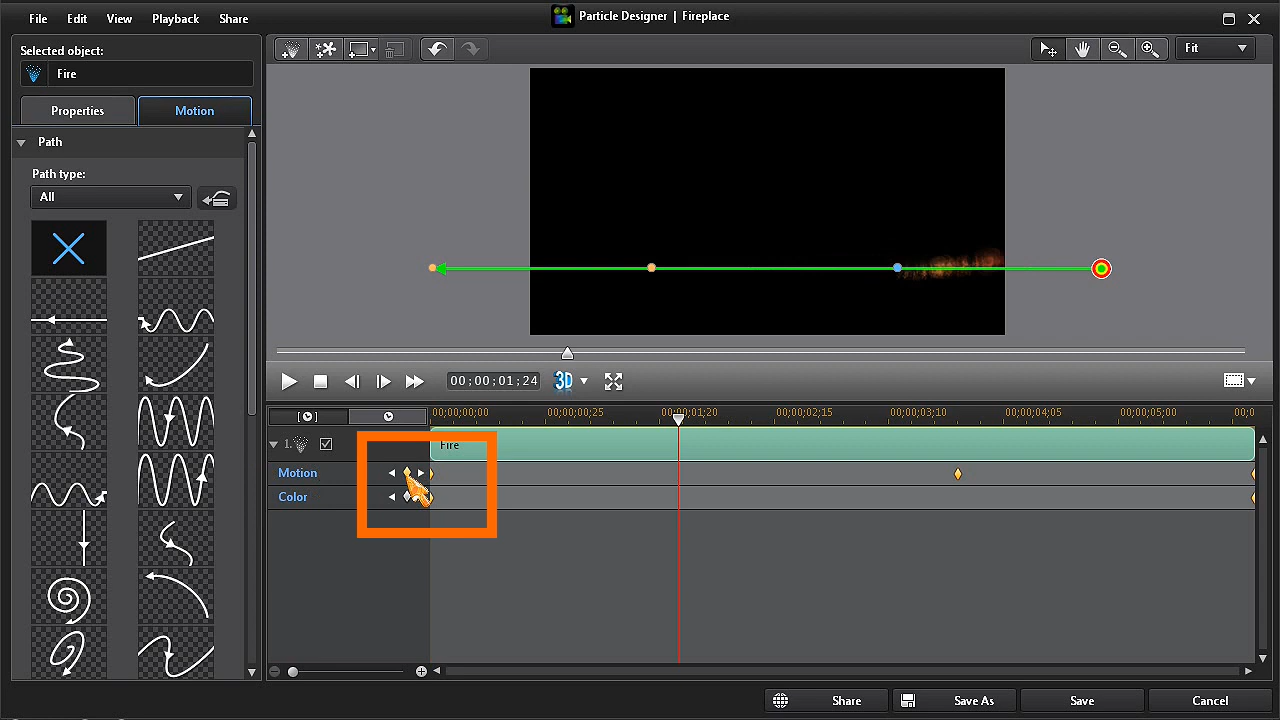 File Edit View Playback Share
Particle Designer | Fireplace
Selected object:
Fire
Properties Motion
Path
Path type:
All
Fit
00;00;01;24 3D
00;00;00;00 00;00;00;25 00;00;01;20 00;00;02;15 00;00;03;10 00;00;04;05 00;00;05;00
1. Fire
Motion
Color
Share Save As Save Cancel